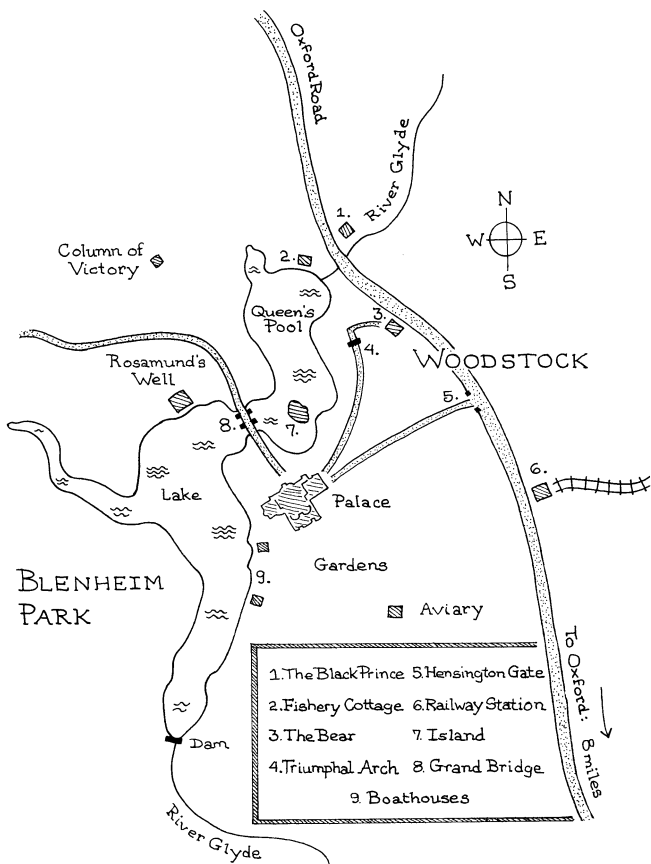 Oxford Road
River Glyde
1.
N
W E
S
Column of
Victory
2.
Queen's
Pool
3.
4.
WOODSTOCK
Rosamund's
Well
5.
8.
7.
6.
Lake
Palace
Gardens
9.
BLENHEIM
PARK
Aviary
To Oxford: 8 miles
1. The Black Prince 5. Hensington Gate
2. Fishery Cottage 6. Railway Station
3. The Bear 7. Island
4. Triumphal Arch 8. Grand Bridge
9. Boathouses
Dam
River Glyde